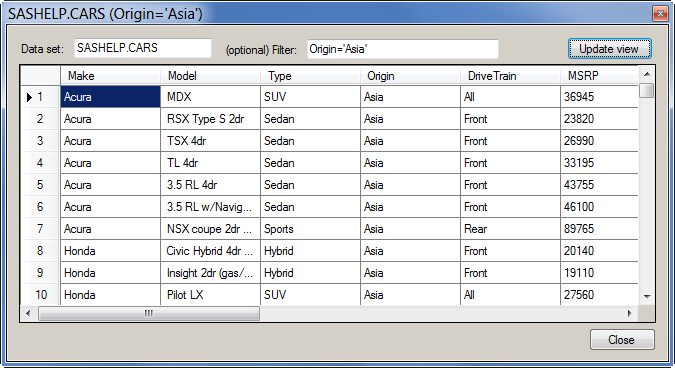 SASHELP.CARS (Origin='Asia')
Data set: SASHELP.CARS (optional) Filter: Origin='Asia' Update view
Make Model Type Origin DriveTrain MSRP
1 Acura MDX SUV Asia All 36945
2 Acura RSX Type S 2dr Sedan Asia Front 23820
3 Acura TSX 4dr Sedan Asia Front 26990
4 Acura TL 4dr Sedan Asia Front 33195
5 Acura 3.5 RL 4dr Sedan Asia Front 43755
6 Acura 3.5 RL w/Navig... Sedan Asia Front 46100
7 Acura NSX coupe 2dr ... Sports Asia Rear 89765
8 Honda Civic Hybrid 4dr ... Hybrid Asia Front 20140
9 Honda Insight 2dr (gas/... Hybrid Asia Front 19110
10 Honda Pilot LX SUV Asia All 27560
Close